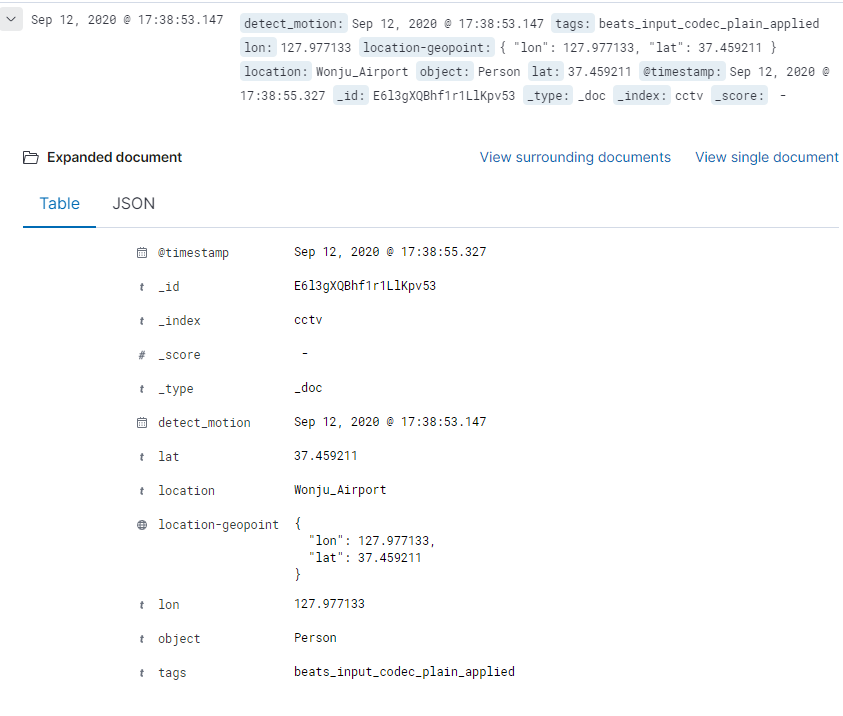 Sep 12, 2020 @ 17:38:53.147 detect_motion: Sep 12, 2020 @ 17:38:53.147 tags: beats_input_codec_plain_applied
lon: 127.977133 location-geopoint: { "lon": 127.977133, "lat": 37.459211 }
location: Wonju_Airport object: Person lat: 37.459211 @timestamp: Sep 12, 2020 @
17:38:55.327 _id: E6l3gXQBhf1r1LlKpv53 _type: _doc _index: cctv _score: -
Expanded document View surrounding documents View single document
Table JSON
@timestamp Sep 12, 2020 @ 17:38:55.327
t _id E6l3gXQBhf1r1LlKpv53
t _index cctv
# _score -
t _type _doc
detect_motion Sep 12, 2020 @ 17:38:53.147
t lat 37.459211
t location Wonju_Airport
location-geopoint {
"lon": 127.977133,
"lat": 37.459211
}
t lon 127.977133
t object Person
t tags beats_input_codec_plain_applied